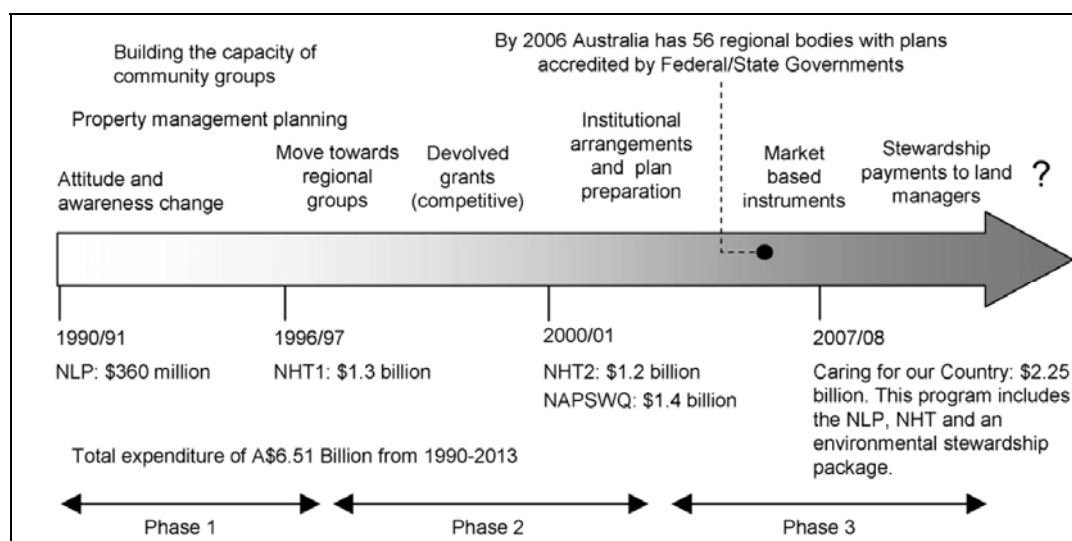 Building the capacity of
community groups
By 2006 Australia has 56 regional bodies with plans
accredited by Federal/State Governments
Property management planning
Attitude and
awareness change
Move towards
regional
groups
Devolved
grants
(competitive)
Institutional
arrangements
and plan
preparation
Market
based
instruments
Stewardship
payments to land
managers
?
1990/91
NLP: $360 million
1996/97
NHT1: $1.3 billion
2000/01
NHT2: $1.2 billion
NAPSWQ: $1.4 billion
2007/08
Caring for our Country: $2.25
billion. This program includes
the NLP, NHT and an
environmental stewardship
package.
Total expenditure of A$6.51 Billion from 1990-2013
Phase 1
Phase 2
Phase 3